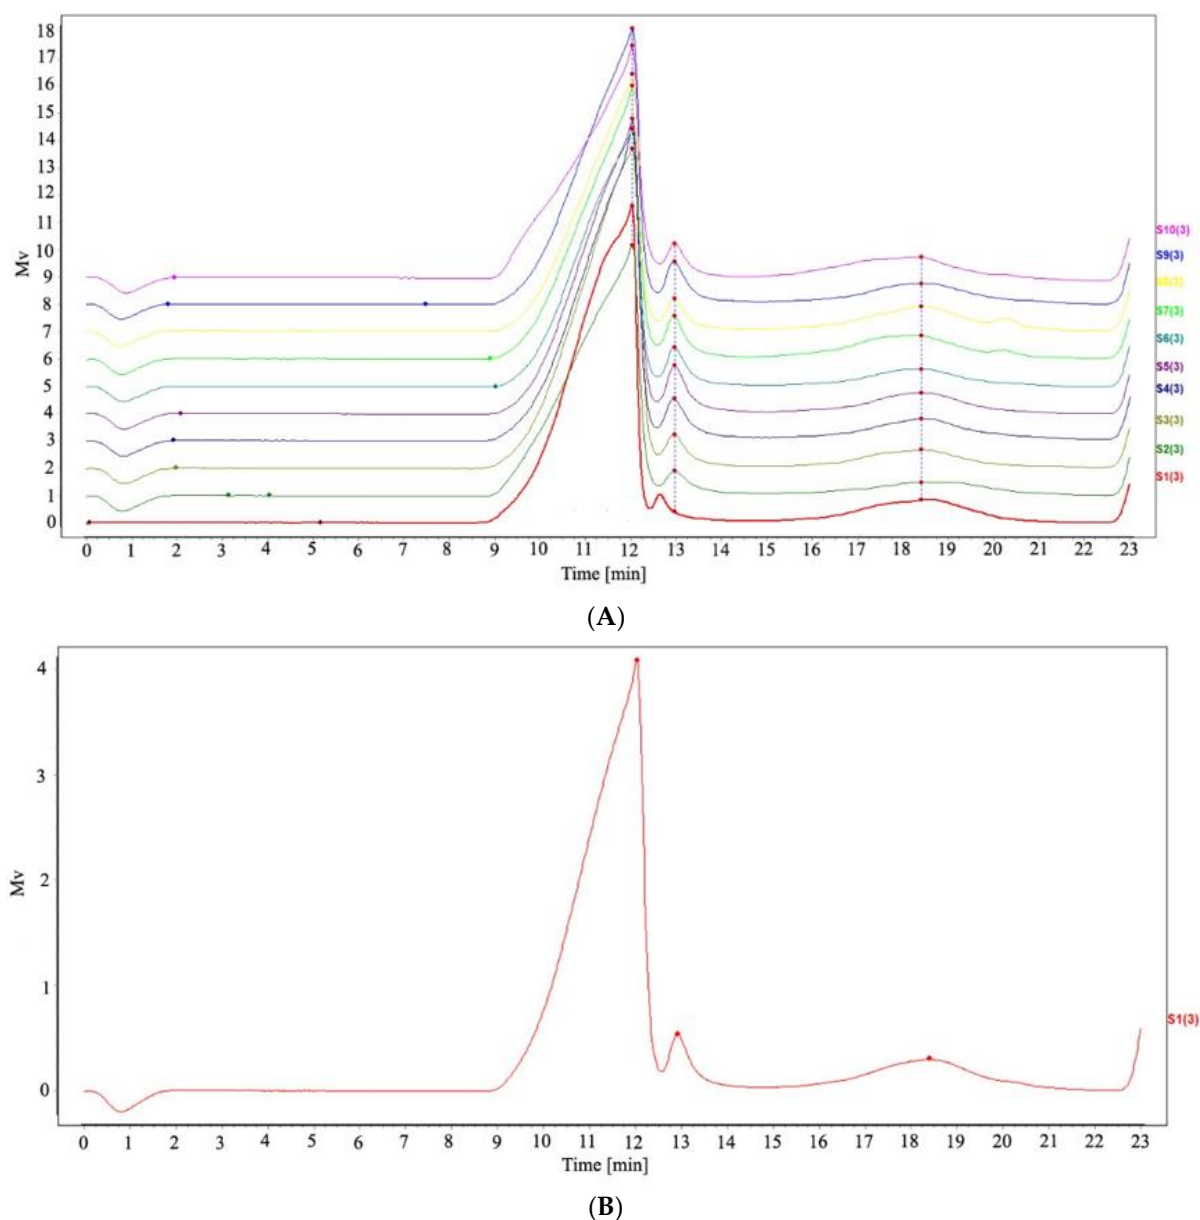 18
17
16
15
14
13
12
11
10
9
8
7
6
5
4
3
2
1
0
Mv
S10(3)
S9(3)
S8(3)
S7(3)
S6(3)
S5(3)
S4(3)
S3(3)
S2(3)
S1(3)
0 1 2 3 4 5 6 7 8 9 10 11 12 13 14 15 16 17 18 19 20 21 22 23
Time [min]
(A)
4
3
2
1
0
Mv
S1(3)
0 1 2 3 4 5 6 7 8 9 10 11 12 13 14 15 16 17 18 19 20 21 22 23
Time [min]
(B)